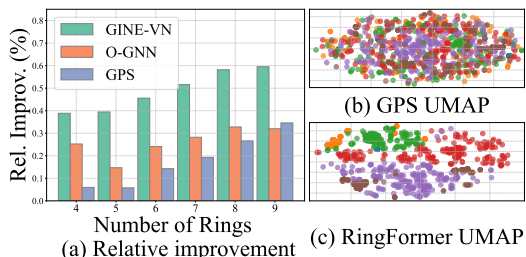 0.8
0.7
0.6
0.5
0.4
0.3
0.2
0.1
0.0
Rel. Improv. (%)
GINE-VN
O-GNN
GPS
4 5 6 7 8 9
Number of Rings
(a) Relative improvement
(b) GPS UMAP
(c) RingFormer UMAP